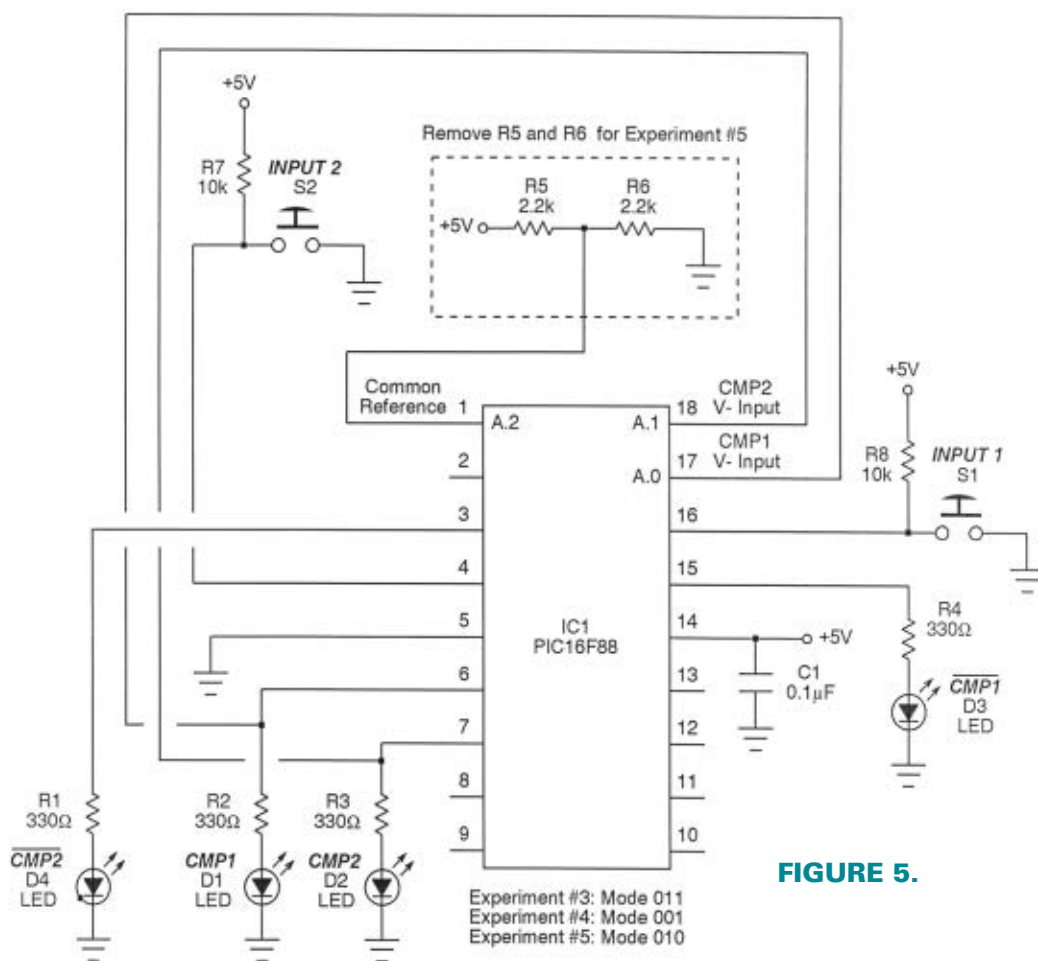 +5V
R7
10k
INPUT 2
S2
Remove R5 and R6 for Experiment #5
R5
2.2k
R6
2.2k
+5V
Common
Reference
1
A.2
A.1
18
CMP2
V- Input
2
A.0
17
CMP1
V- Input
+5V
R8
10k
INPUT 1
S1
3
16
4
15
5
IC1
PIC16F88
14
+5V
R4
330Ω
6
13
C1
0.1µF
CMP1
D3
LED
7
12
8
11
9
10
R1
330Ω
R2
330Ω
R3
330Ω
CMP2
D4
LED
CMP1
D1
LED
CMP2
D2
LED
FIGURE 5.
Experiment #3: Mode 011
Experiment #4: Mode 001
Experiment #5: Mode 010